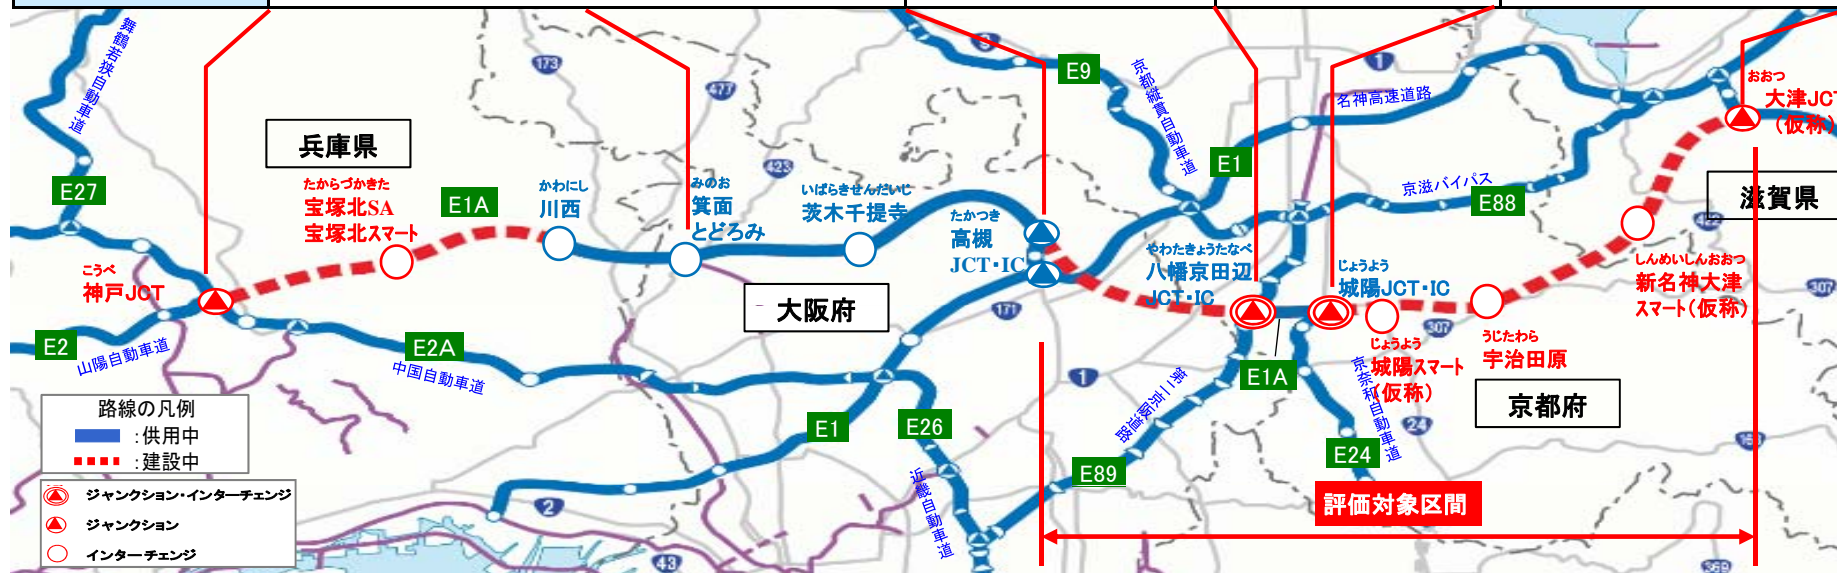 舞鶴若狭自動車道
173
9
477
423
E9
京都縦貫自動車道
1
名神高速道路
おおつ
大津JCT
(仮称)
兵庫県
E27
たからづかきた
宝塚北SA
宝塚北スマート
E1A
かわにし
川西
みのお
箕面
とどろみ
いばらきせんだいじ
茨木千提寺
たかつき
高槻
JCT・IC
E1
京滋バイパス
E88
滋賀県
422
こうべ
神戸JCT
やわたきょうたなべ
八幡京田辺
JCT・IC
じょうよう
城陽JCT・IC
しんめいしんおおつ
新名神大津
スマート(仮称)
307
大阪府
171
307
E2
山陽自動車道
E2A
中国自動車道
じょうよう
城陽スマート
(仮称)
うじたわら
宇治田原
1
E1A
第二京阪道路
京奈和自動車道
京都府
路線の凡例
:供用中
:建設中
E1
E26
24
E24
E89
近畿自動車道
2
評価対象区間
ジャンクション・インターチェンジ
ジャンクション
インターチェンジ
43
369